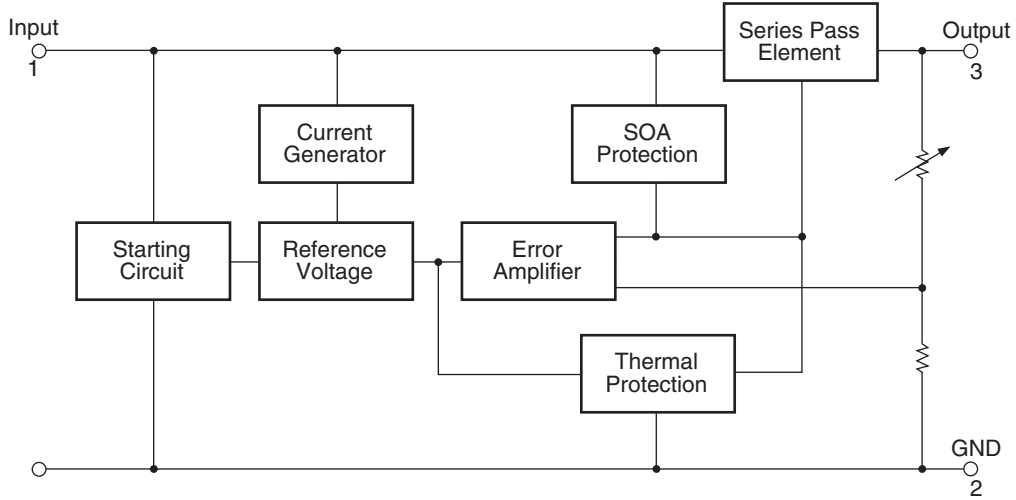 Input
1
Series Pass
Element
Output
3
Current
Generator
SOA
Protection
Starting
Circuit
Reference
Voltage
Error
Amplifier
Thermal
Protection
GND
2